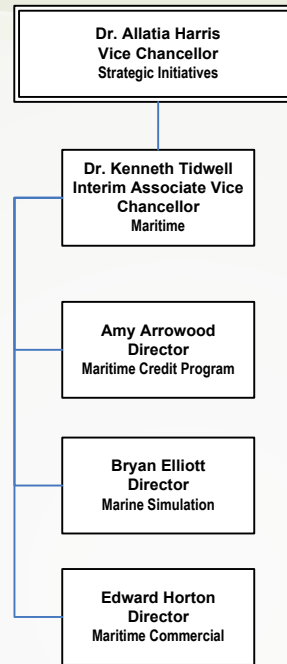 Dr. Allatia Harris
Vice Chancellor
Strategic Initiatives
Dr. Kenneth Tidwell
Interim Associate Vice
Chancellor
Maritime
Amy Arrowood
Director
Maritime Credit Program
Bryan Elliott
Director
Marine Simulation
Edward Horton
Director
Maritime Commercial